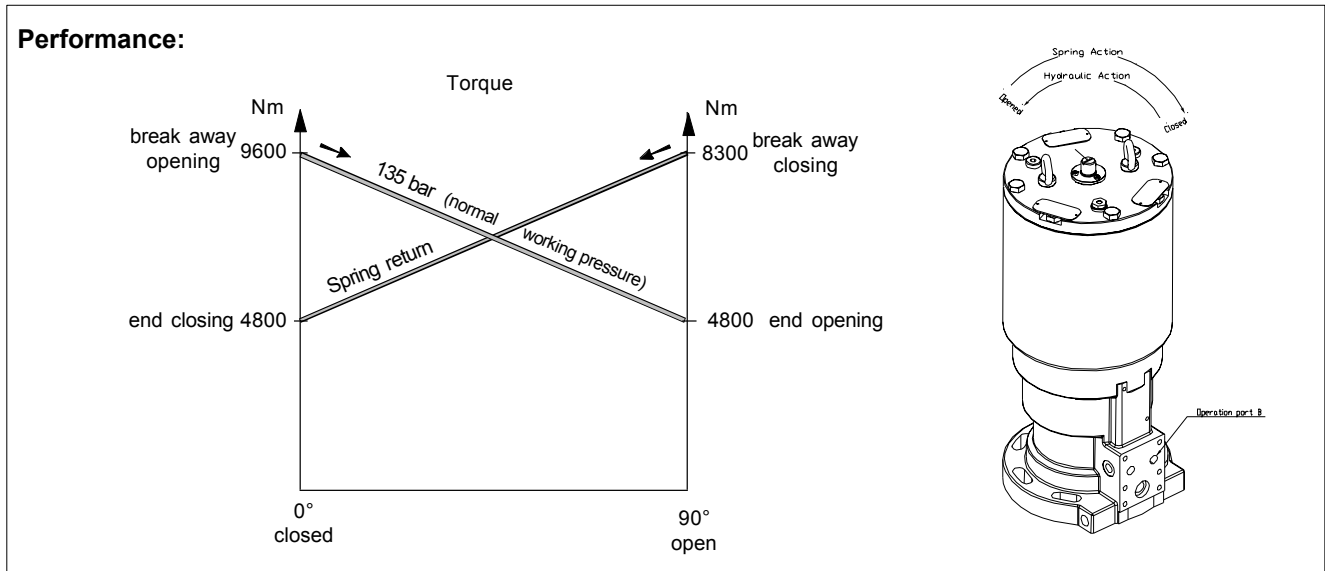 Performance:
Torque
Nm
Nm
break away
opening
9600
8300
break away
closing
135 bar (normal
working pressure)
Spring return
end closing
4800
4800
end opening
0°
closed
90°
open
Spring Action
Hydraulic Action
Opened
Closed
Operation port B